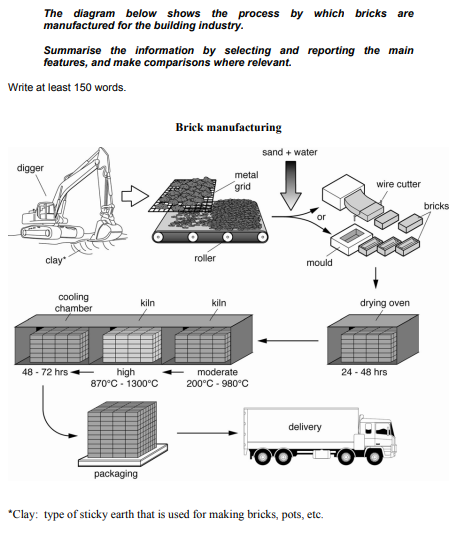 The diagram below shows the process by which bricks are
manufactured for the building industry.
Summarise the information by selecting and reporting the main
features, and make comparisons where relevant.
Write at least 150 words.
Brick manufacturing
sand + water
digger
metal
grid
wire cutter
bricks
or
clay*
roller
mould
cooling
chamber
kiln
kiln
drying oven
48 - 72 hrs
high
870°C - 1300°C
moderate
200°C - 980°C
24 - 48 hrs
delivery
packaging
*Clay: type of sticky earth that is used for making bricks, pots, etc.